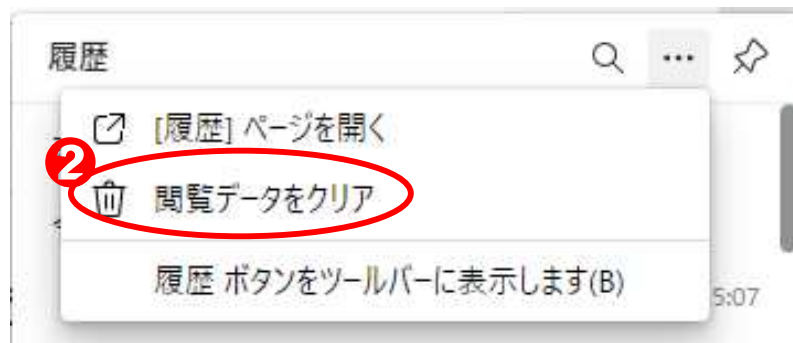 履歴
[履歴] ページを開く
2
閲覧データをクリア
履歴 ボタンをツールバーに表示します(B)
5:07